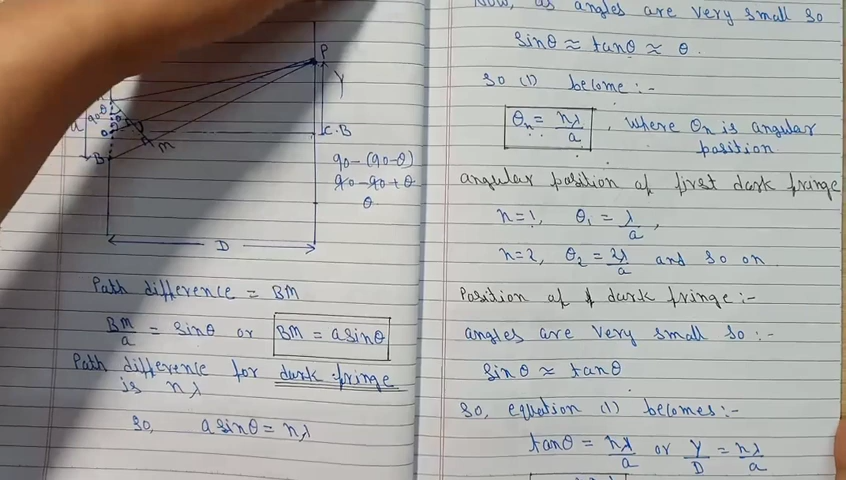 P
Y
a
90-θ
θ
O
M
C.B
B
90-(90-θ)
90-90+θ
θ
D
Path difference = BM
BM/a = sinθ or BM = asinθ
Path difference for dark fringe
is nλ
so, asinθ = nλ
Now, as angles are very small so
sinθ ≈ tanθ ≈ θ.
so (1) become:-
θn = nλ/a, where θn is angular
position.
angular position of first dark fringe
n=1, θ1 = λ/a,
n=2, θ2 = 2λ/a and so on
Position of dark fringe:-
angles are very small so:-
sinθ ≈ tanθ
so, equation (1) becomes:-
tanθ = nλ/a or Y/D = nλ/a